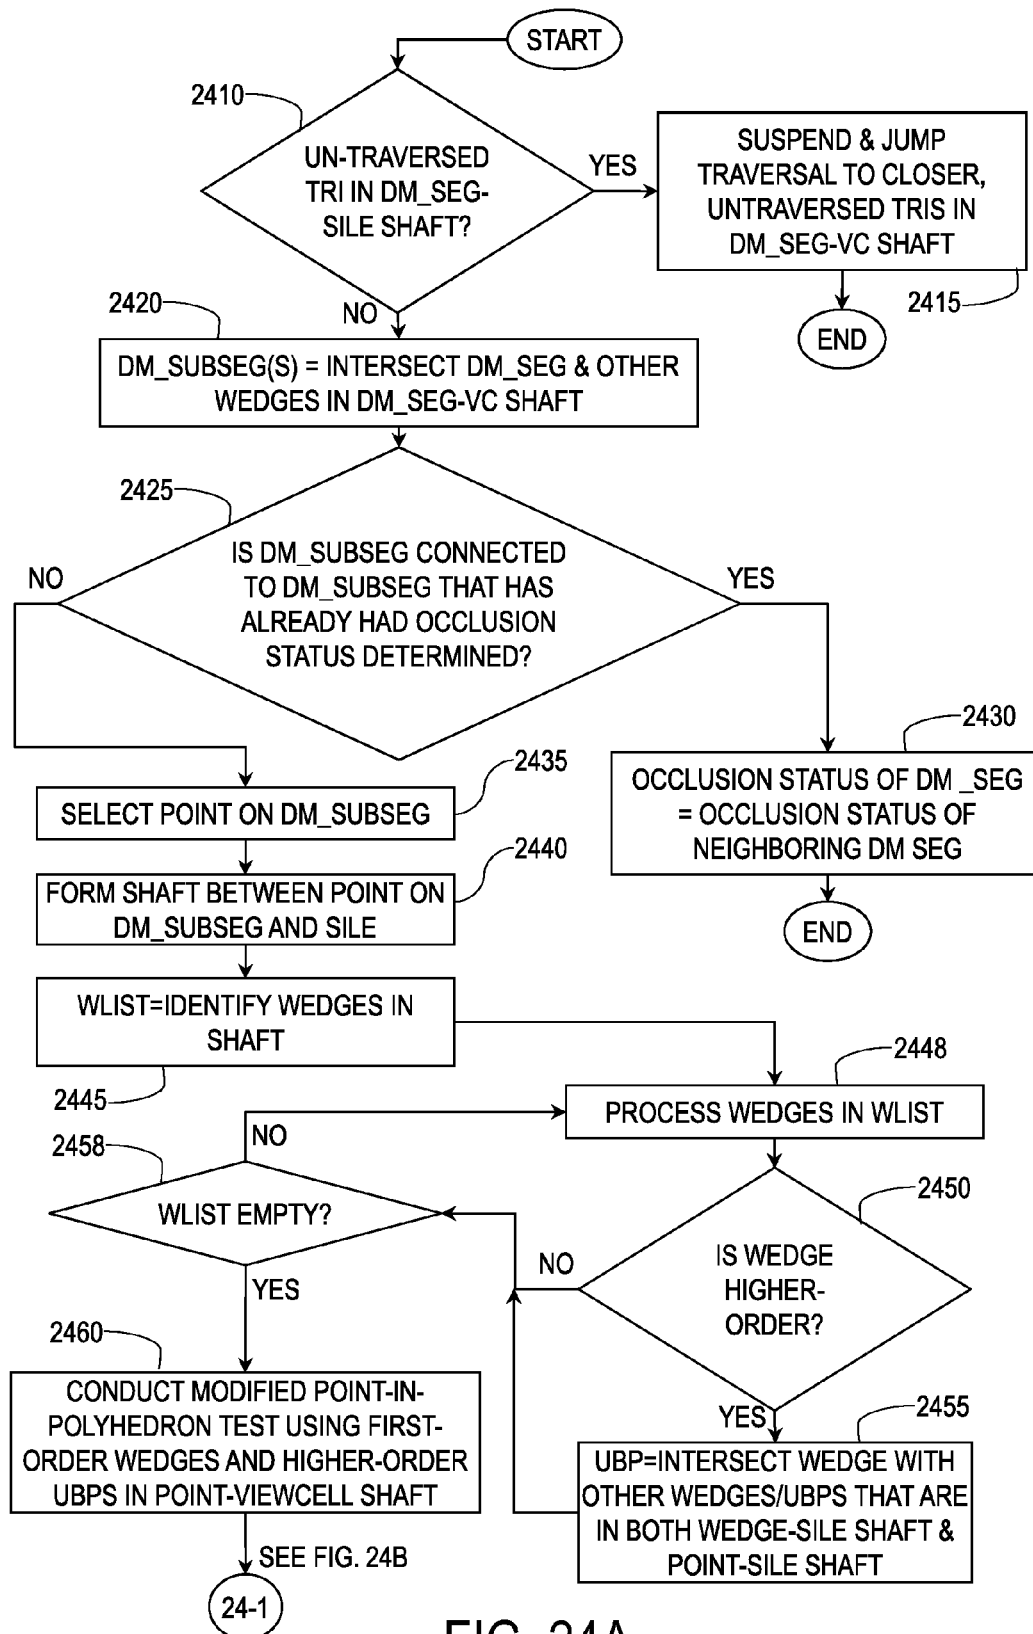 START
2410
UN-TRAVERSED
TRI IN DM_SEG-
SILE SHAFT?
YES
SUSPEND & JUMP
TRAVERSAL TO CLOSER,
UNTRAVERSED TRIS IN
DM_SEG-VC SHAFT
2415
END
NO
2420
DM_SUBSEG(S) = INTERSECT DM_SEG & OTHER
WEDGES IN DM_SEG-VC SHAFT
2425
IS DM_SUBSEG CONNECTED
TO DM_SUBSEG THAT HAS
ALREADY HAD OCCLUSION
STATUS DETERMINED?
NO
YES
2430
OCCLUSION STATUS OF DM _SEG
= OCCLUSION STATUS OF
NEIGHBORING DM SEG
END
2435
SELECT POINT ON DM_SUBSEG
2440
FORM SHAFT BETWEEN POINT ON
DM_SUBSEG AND SILE
WLIST=IDENTIFY WEDGES IN
SHAFT
2445
2448
PROCESS WEDGES IN WLIST
2450
IS WEDGE
HIGHER-
ORDER?
NO
YES
2455
UBP=INTERSECT WEDGE WITH
OTHER WEDGES/UBPS THAT ARE
IN BOTH WEDGE-SILE SHAFT &
POINT-SILE SHAFT
2458
WLIST EMPTY?
NO
YES
2460
CONDUCT MODIFIED POINT-IN-
POLYHEDRON TEST USING FIRST-
ORDER WEDGES AND HIGHER-ORDER
UBPS IN POINT-VIEWCELL SHAFT
SEE FIG. 24B
24-1
FIG. 24A